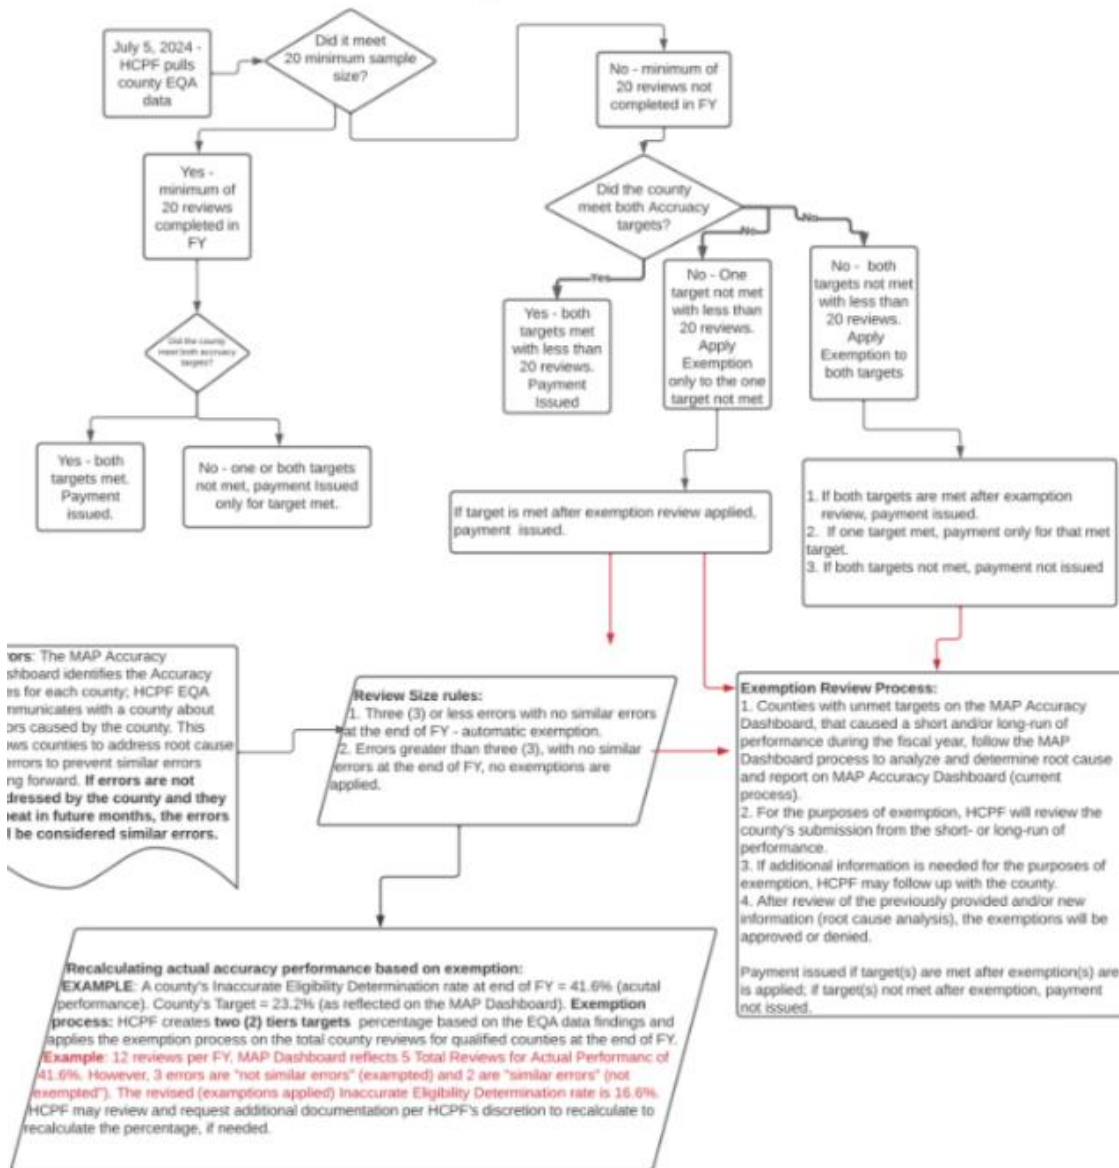 July 5, 2024 -
HCPF pulls
county EQA
data
Did it meet
20 minimum sample
size?
No - minimum of
20 reviews not
completed in FY
Yes -
minimum of
20 reviews
completed in
FY
Did the county
meet both Accruacy
targets?
No
No
Yes
Did the county
meet both accruacy
targets?
Yes - both
targets met
with less than
20 reviews.
Payment
Issued
No - One
target not met
with less than
20 reviews.
Apply
Exemption
only to the one
target not met
No - both
targets not met
with less than
20 reviews.
Apply
Exemption to
both targets
Yes - both
targets met.
Payment
issued.
No - one or both targets
not met, payment Issued
only for target met.
If target is met after exemption review applied,
payment issued.
1. If both targets are met after examption
review, payment issued.
2. If one target met, payment only for that met
target.
3. If both targets not met, payment not issued
rors: The MAP Accuracy
shboard identifies the Accuracy
es for each county; HCPF EQA
mmunicates with a county about
ors caused by the county. This
ows counties to address root cause
errors to prevent similar errors
ing forward. If errors are not
dressed by the county and they
peat in future months, the errors
l be considered similar errors.
Review Size rules:
1. Three (3) or less errors with no similar errors
at the end of FY - automatic exemption.
2. Errors greater than three (3), with no similar
errors at the end of FY, no exemptions are
applied.
Exemption Review Process:
1. Counties with unmet targets on the MAP Accuracy
Dashboard, that caused a short and/or long-run of
performance during the fiscal year, follow the MAP
Dashboard process to analyze and determine root cause
and report on MAP Accuracy Dashboard (current
process).
2. For the purposes of exemption, HCPF will review the
county's submission from the short- or long-run of
performance.
3. If additional information is needed for the purposes of
exemption, HCPF may follow up with the county.
4. After review of the previously provided and/or new
information (root cause analysis), the exemptions will be
approved or denied.
Payment issued if target(s) are met after exemption(s) are
is applied; if target(s) not met after exemption, payment
not issued.
Recalculating actual accuracy performance based on exemption:
EXAMPLE: A county's Inaccurate Eligibility Determination rate at end of FY = 41.6% (acutal
performance). County's Target = 23.2% (as reflected on the MAP Dashboard). Exemption
process: HCPF creates two (2) tiers targets percentage based on the EQA data findings and
applies the exemption process on the total county reviews for qualified counties at the end of FY.
Example: 12 reviews per FY. MAP Dashboard reflects 5 Total Reviews for Actual Performanc of
41.6%. However, 3 errors are "not similar errors" (exampted) and 2 are "similar errors" (not
exempted"). The revised (examptions applied) Inaccurate Eligibility Determination rate is 16.6%.
HCPF may review and request additional documentation per HCPF's discretion to recalculate to
recalculate the percentage, if needed.